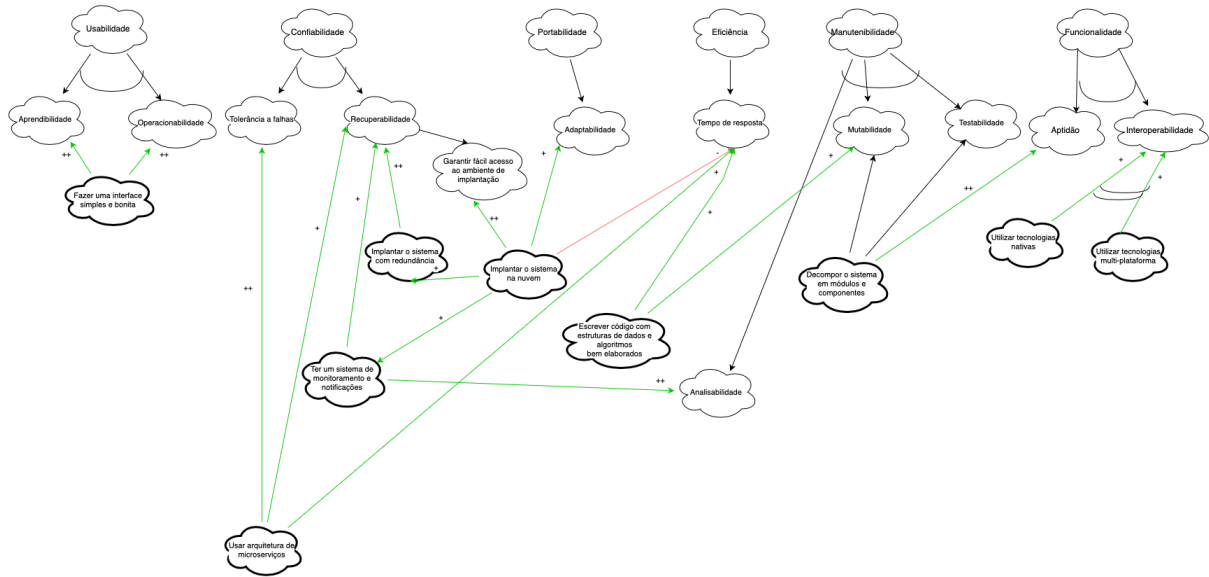 Usabilidade
Confiabilidade
Portabilidade
Eficiência
Manutenibilidade
Funcionalidade
Aprendibilidade
Operacionabilidade
Tolerância a falhas
Recuperabilidade
Adaptabilidade
Tempo de resposta
Mutabilidade
Testabilidade
Aptidão
Interoperabilidade
++
++
++
+
-
+
+
+
++
+
Garantir fácil acesso
ao ambiente de
implantação
Fazer uma interface
simples e bonita
+
++
+
+
Implantar o sistema
com redundância
+
Implantar o sistema
na nuvem
Utilizar tecnologias
nativas
Utilizar tecnologias
multi-plataforma
Decompor o sistema
em módulos e
componentes
++
+
Escrever código com
estruturas de dados e
algoritmos
bem elaborados
Ter um sistema de
monitoramento e
notificações
++
Analisabilidade
Usar arquitetura de
microserviços